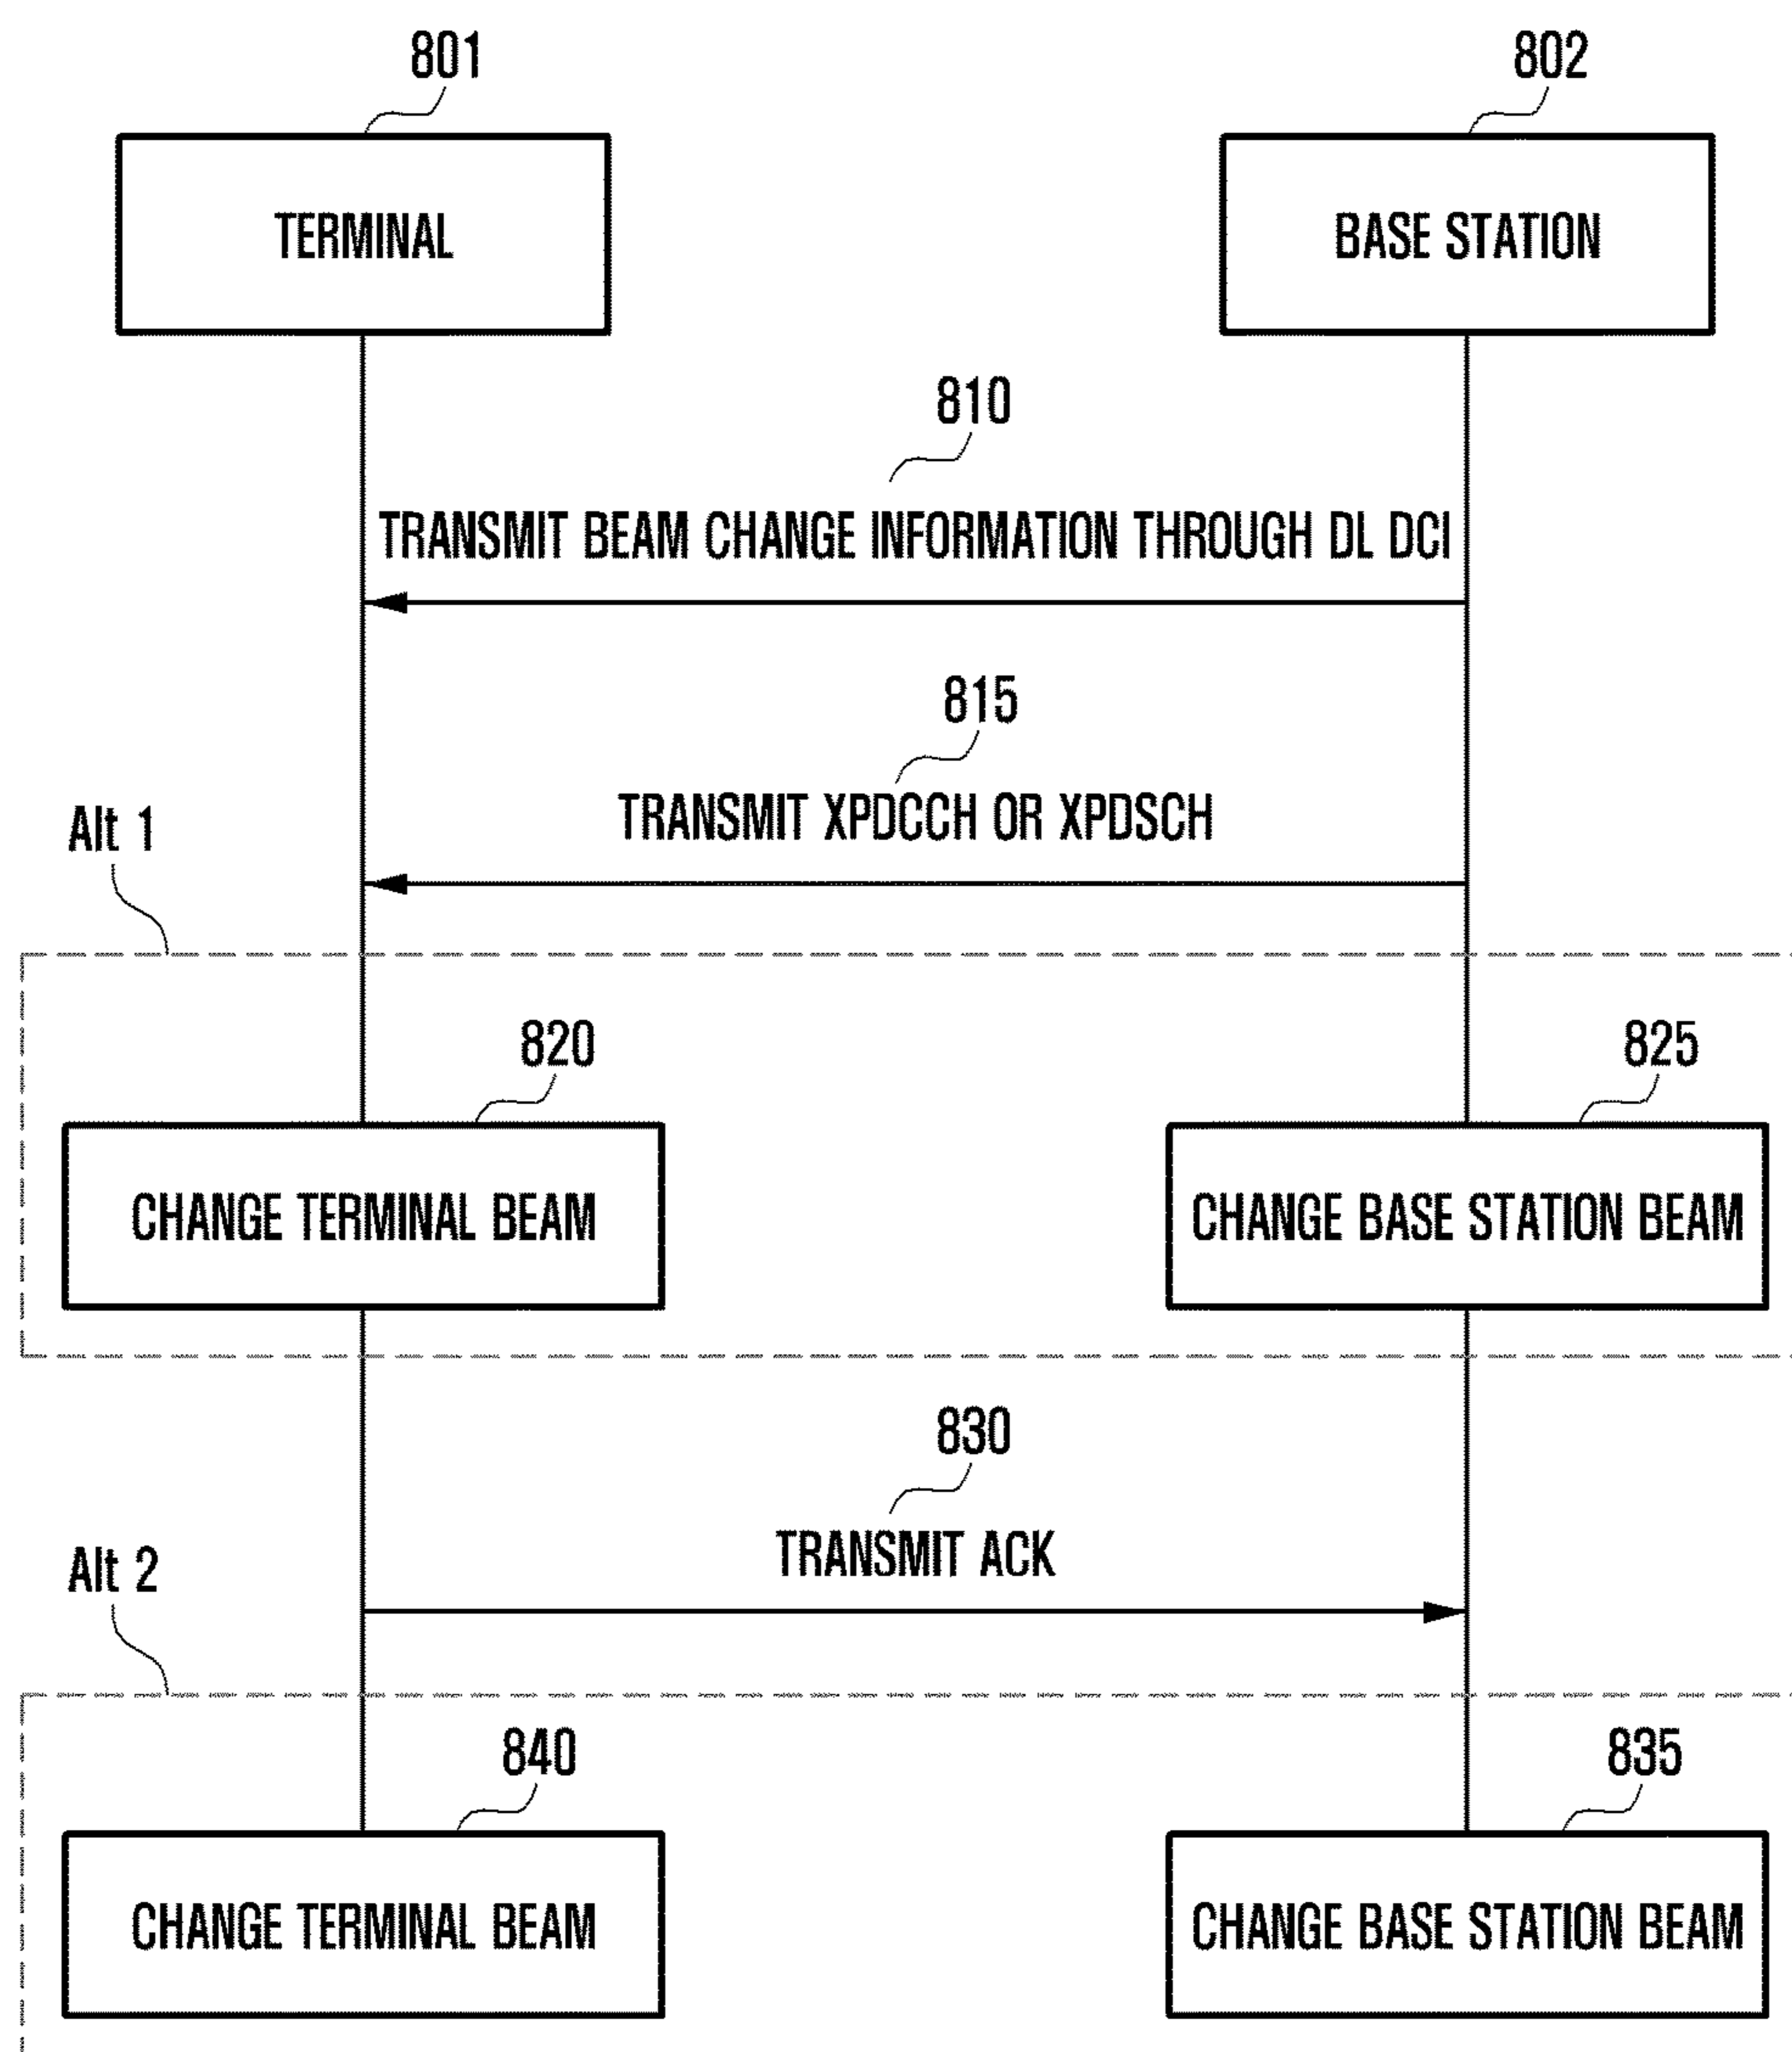 801
802
TERMINAL
BASE STATION
810
TRANSMIT BEAM CHANGE INFORMATION THROUGH DL DCI
815
TRANSMIT XPDCCH OR XPDSCH
Alt 1
820
825
CHANGE TERMINAL BEAM
CHANGE BASE STATION BEAM
830
TRANSMIT ACK
Alt 2
840
835
CHANGE TERMINAL BEAM
CHANGE BASE STATION BEAM